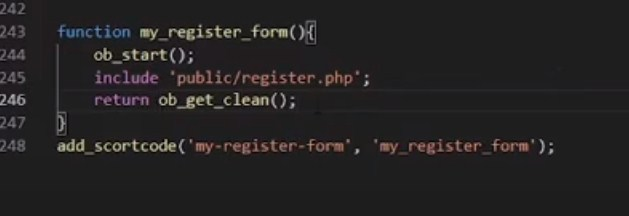 242
243 function my_register_form(){
244 ob_start();
245 include 'public/register.php';
246 return ob_get_clean();
247 }
248 add_scortcode('my-register-form', 'my_register_form');